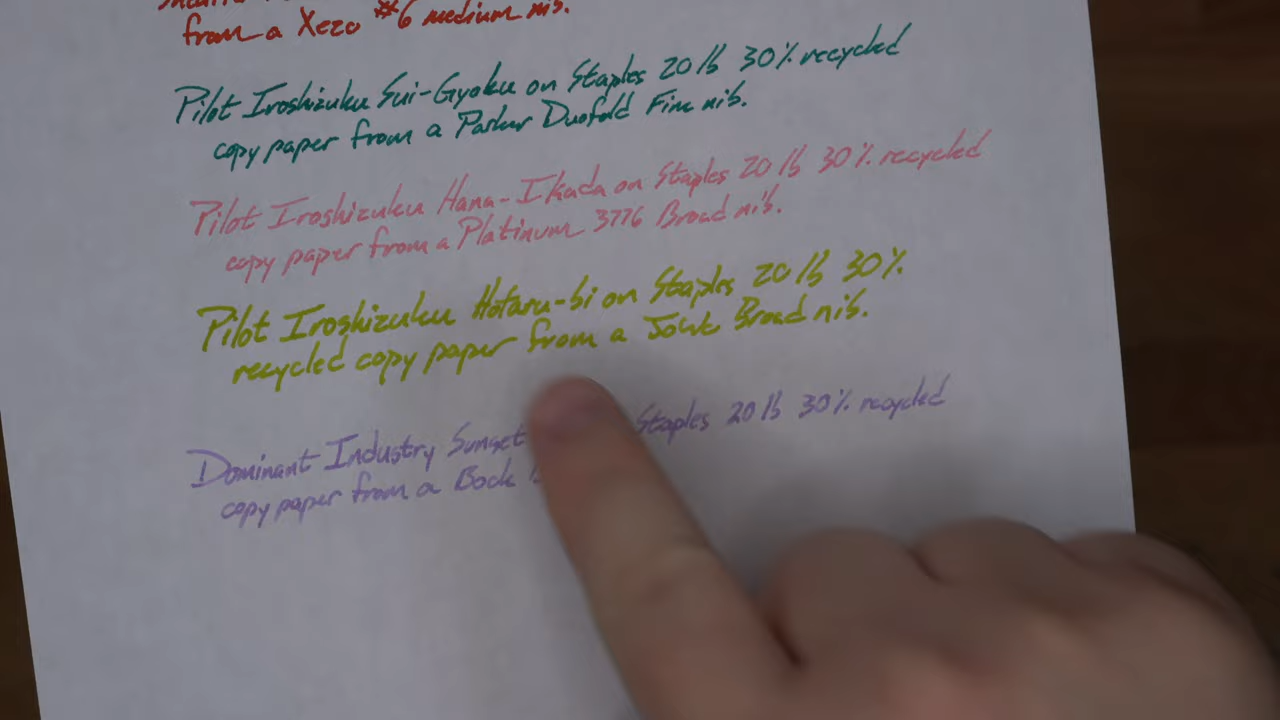 from a Xezo #6 medium nib.
Pilot Iroshizuku Sui-Gyoku on Staples 20 lb 30% recycled
copy paper from a Parker Duofold Fine nib.
Pilot Iroshizuku Hana-Ikada on Staples 20 lb 30% recycled
copy paper from a Platinum 3776 Broad nib.
Pilot Iroshizuku Hotaru-bi on Staples 20 lb 30%
recycled copy paper from a JoWo Broad nib.
Dominant Industry Sunset Staples 20 lb 30% recycled
copy paper from a Bock